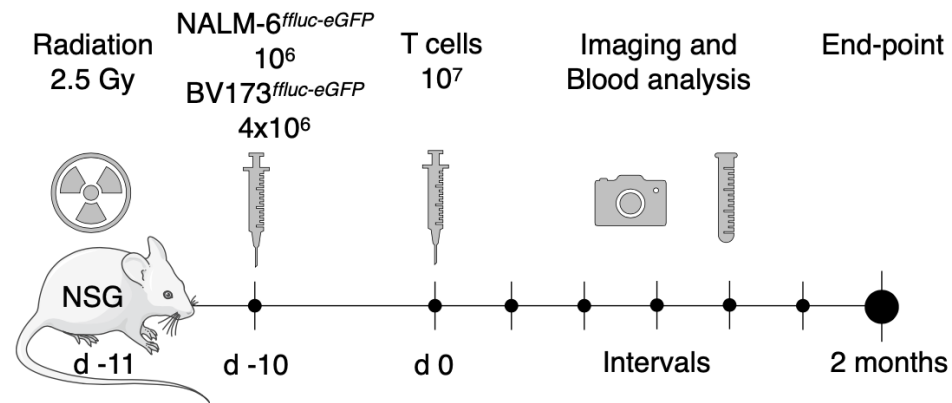 Radiation
2.5 Gy
NALM-6ffluc-eGFP
10⁶
BV173ffluc-eGFP
4x10⁶
T cells
10⁷
Imaging and
Blood analysis
End-point
NSG
d -11
d -10
d 0
Intervals
2 months